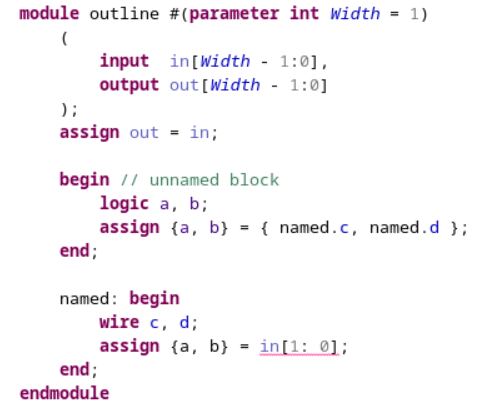 module outline #(parameter int Width = 1)
    (
        input  in[Width - 1:0],
        output out[Width - 1:0]
    );
    assign out = in;

    begin // unnamed block
        logic a, b;
        assign {a, b} = { named.c, named.d };
    end;

    named: begin
        wire c, d;
        assign {a, b} = in[1: 0];
    end;
endmodule